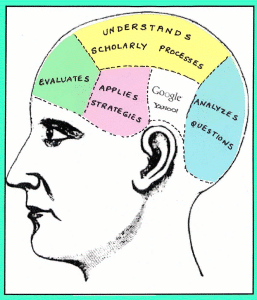 UNDERSTANDS
SCHOLARLY PROCESSES
EVALUATES
APPLIES
STRATEGIES
Google
Yahoo!
ANALYZES
QUESTIONS